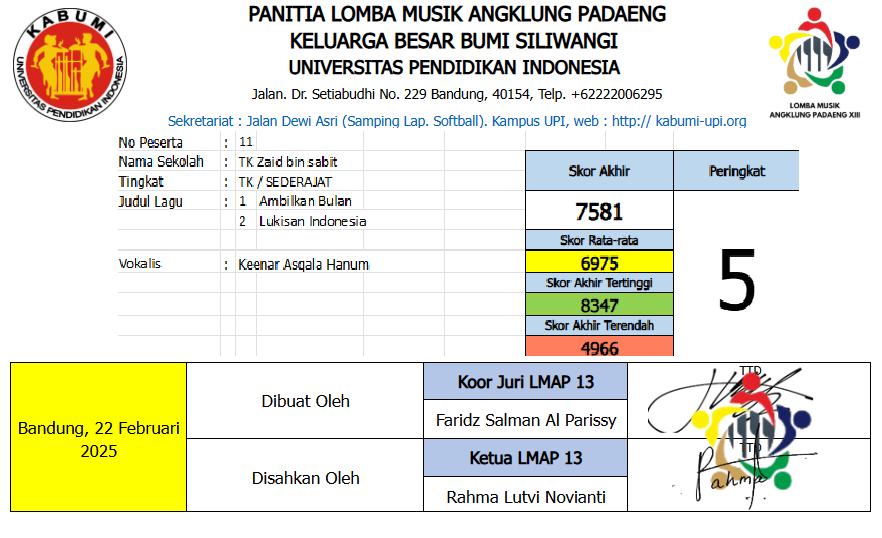 KABUMI
UNIVERSITAS PENDIDIKAN INDONESIA
PANITIA LOMBA MUSIK ANGKLUNG PADAENG
KELUARGA BESAR BUMI SILIWANGI
UNIVERSITAS PENDIDIKAN INDONESIA
Jalan. Dr. Setiabudhi No. 229 Bandung, 40154, Telp. +62222006295
Sekretariat : Jalan Dewi Asri (Samping Lap. Softball). Kampus UPI, web : http:// kabumi-upi.org
LOMBA MUSIK
ANGKLUNG PADAENG XIII
No Peserta : 11
Nama Sekolah : TK Zaid bin sabit
Tingkat : TK / SEDERAJAT
Judul Lagu : 1 Ambilkan Bulan
2 Lukisan Indonesia
Vokalis : Keenar Asqala Hanum
Skor Akhir
7581
Skor Rata-rata
6975
Skor Akhir Tertinggi
8347
Skor Akhir Terendah
4966
Peringkat
5
Bandung, 22 Februari
2025
Dibuat Oleh
Koor Juri LMAP 13
Faridz Salman Al Parissy
TTD
Disahkan Oleh
Ketua LMAP 13
Rahma Lutvi Novianti
TTD
Rahma